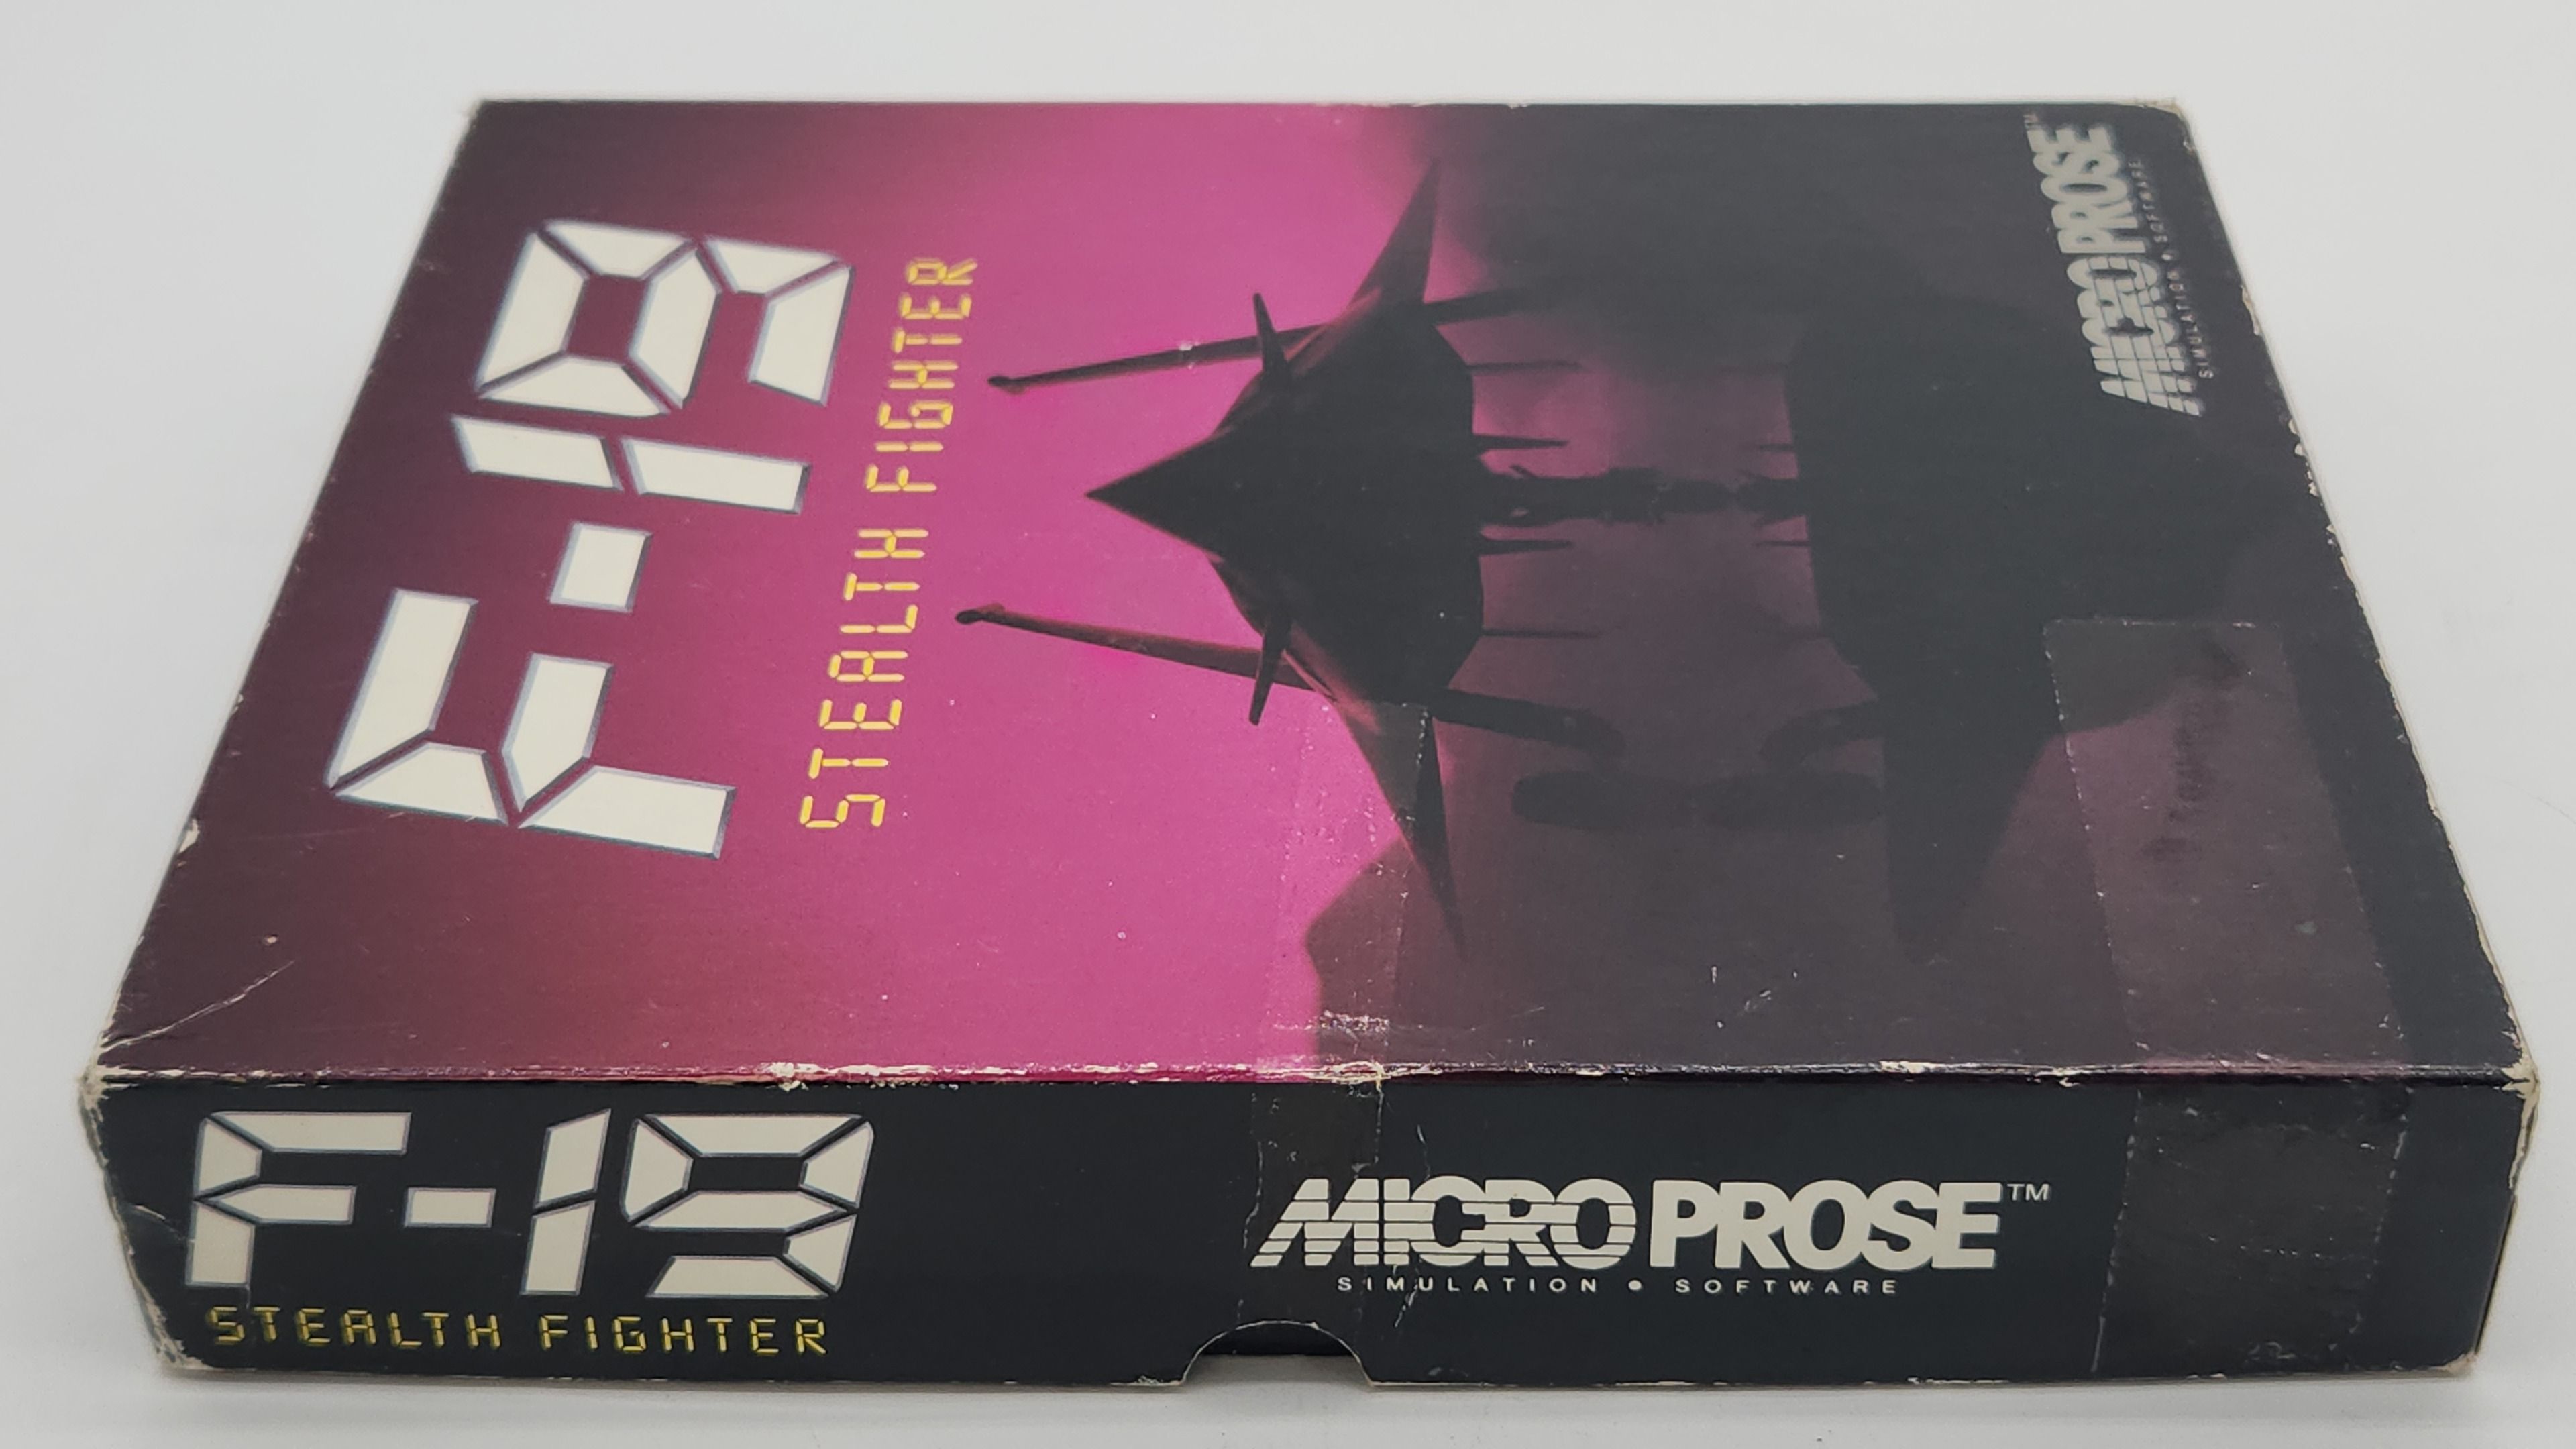 F-19
STEALTH FIGHTER
MICROPROSE™
SIMULATION • SOFTWARE
F-19
STEALTH FIGHTER
MICROPROSE™
SIMULATION • SOFTWARE